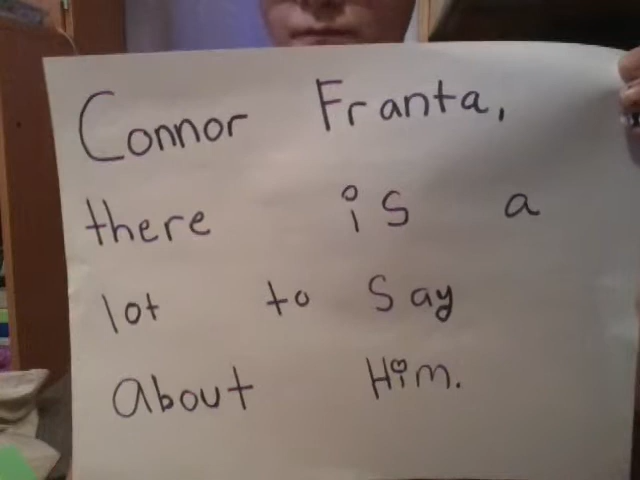 Connor Franta,
there is a
lot to say
about Him.